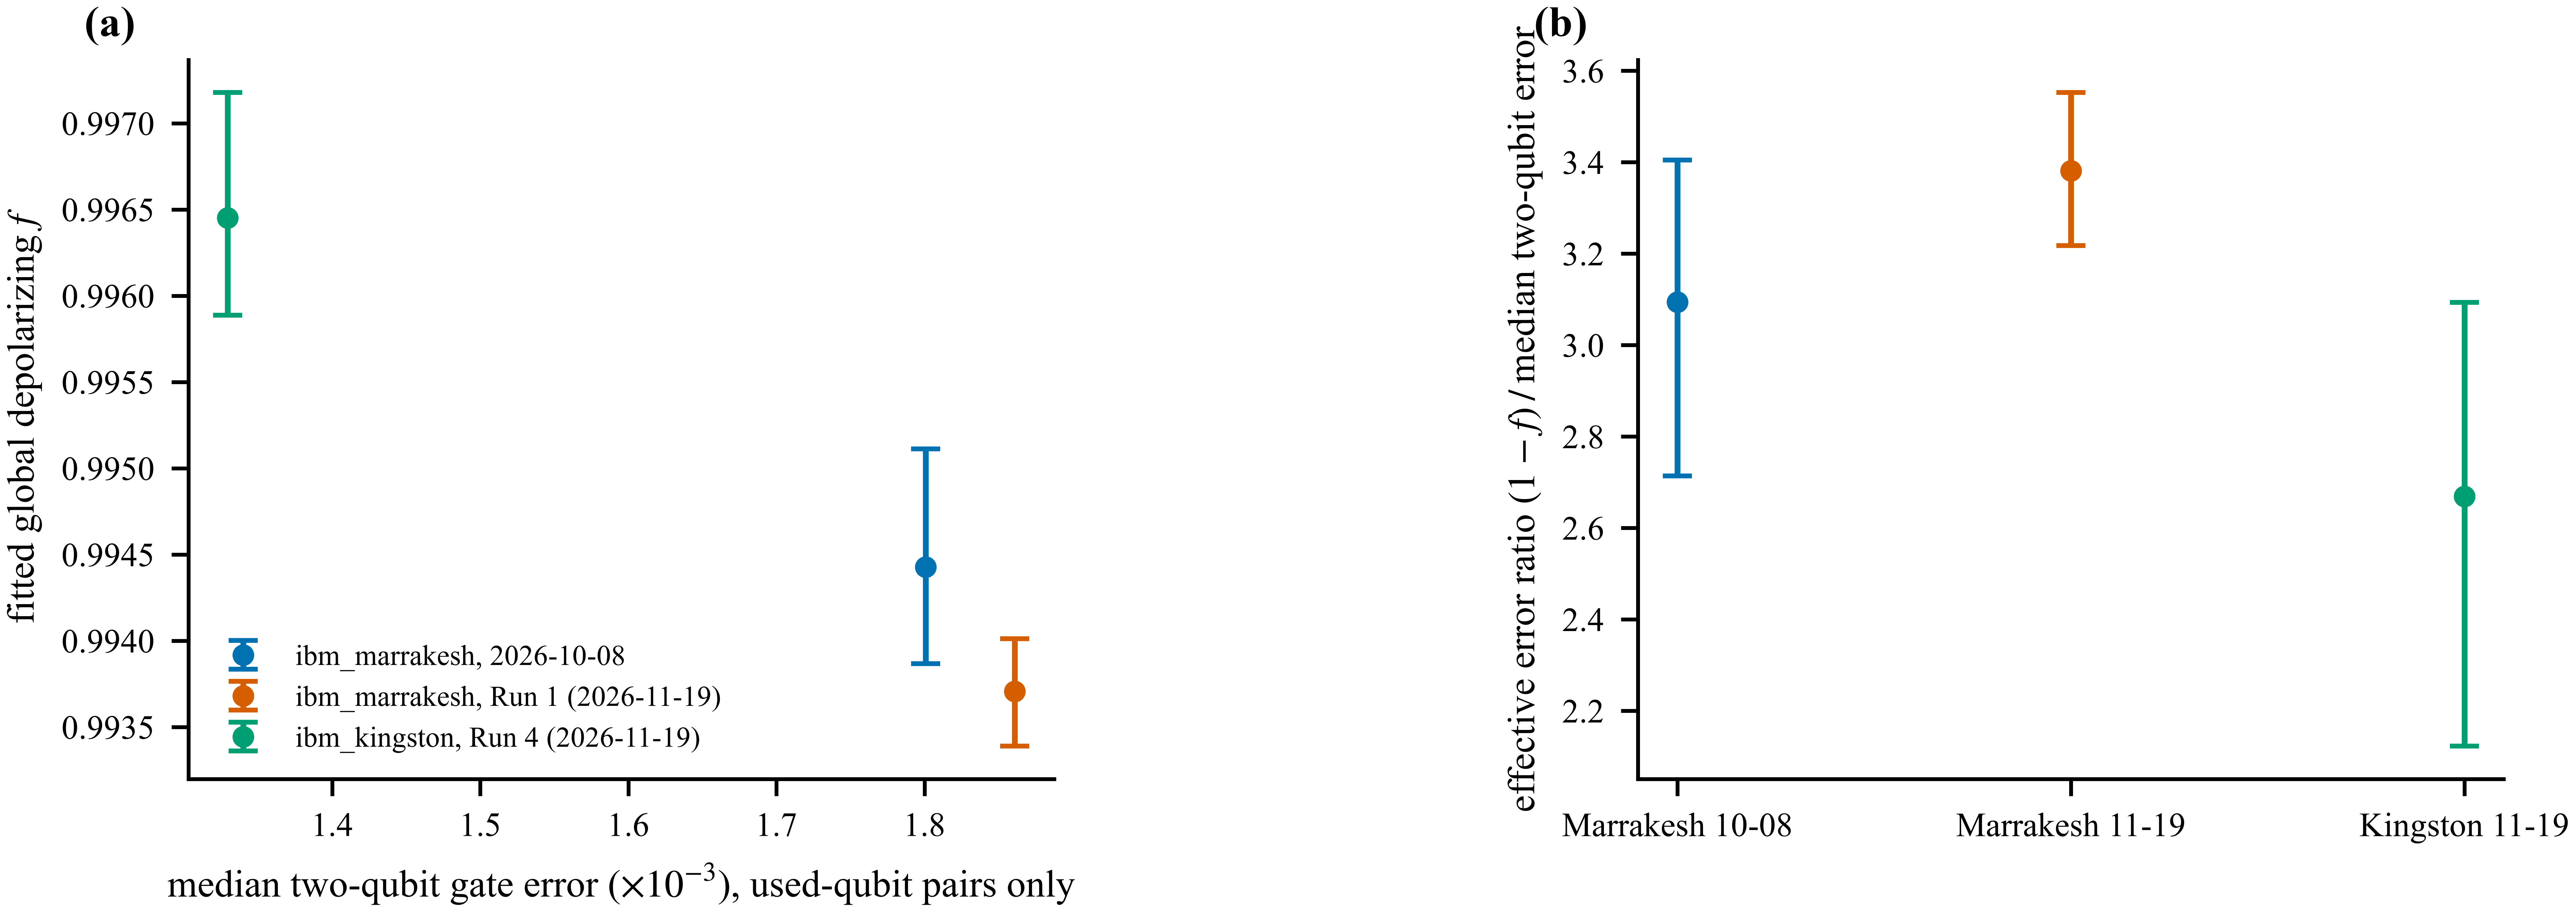 (a)
fitted global depolarizing f
0.9970
0.9965
0.9960
0.9955
0.9950
0.9945
0.9940
0.9935
ibm_marrakesh, 2026-10-08
ibm_marrakesh, Run 1 (2026-11-19)
ibm_kingston, Run 4 (2026-11-19)
1.4 1.5 1.6 1.7 1.8
median two-qubit gate error (×10⁻³), used-qubit pairs only
(b)
effective error ratio (1 − f) / median two-qubit error
3.6
3.4
3.2
3.0
2.8
2.6
2.4
2.2
Marrakesh 10-08 Marrakesh 11-19 Kingston 11-19